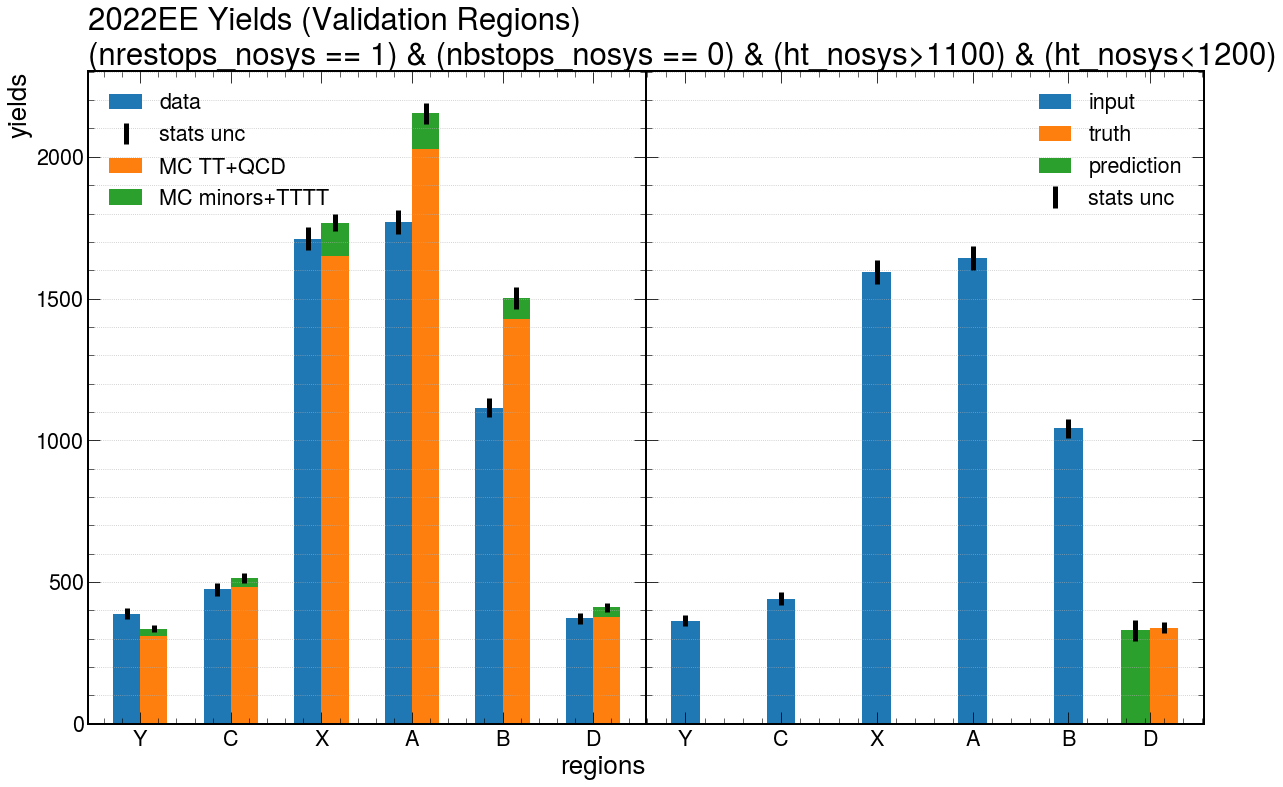 2022EE Yields (Validation Regions)
(nrestops_nosys == 1) & (nbstops_nosys == 0) & (ht_nosys>1100) & (ht_nosys<1200)
yields
data
stats unc
MC TT+QCD
MC minors+TTTT
input
truth
prediction
stats unc
2000
1500
1000
500
0
Y C X A B D
Y C X A B D
regions